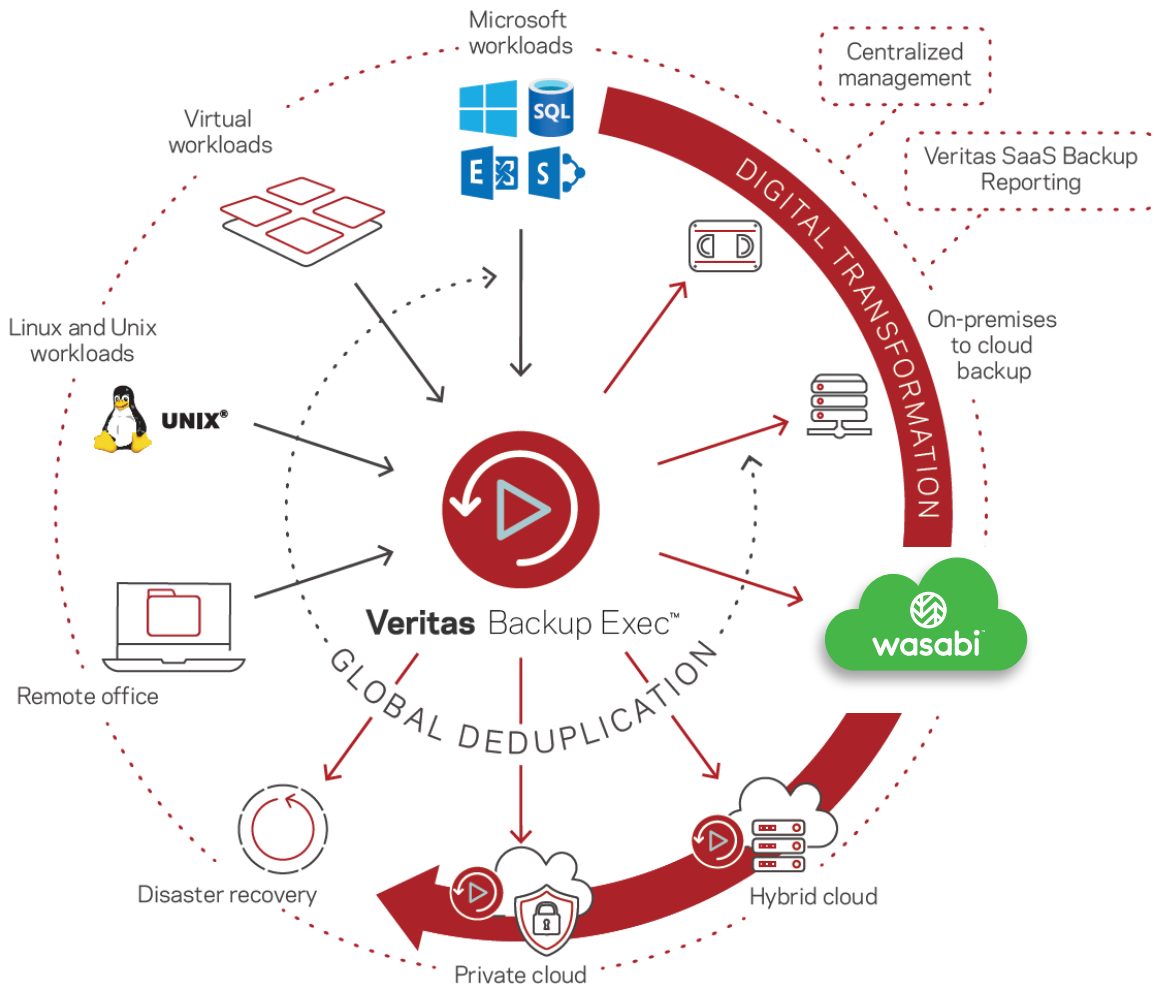 Microsoft
workloads
Centralized
management
Virtual
workloads
SQL
Veritas SaaS Backup
Reporting
E
S
DIGITAL TRANSFORMATION
Linux and Unix
workloads
On-premises
to cloud
backup
UNIX®
Veritas Backup Exec™
wasabi™
GLOBAL DEDUPLICATION
Remote office
Disaster recovery
Hybrid cloud
Private cloud